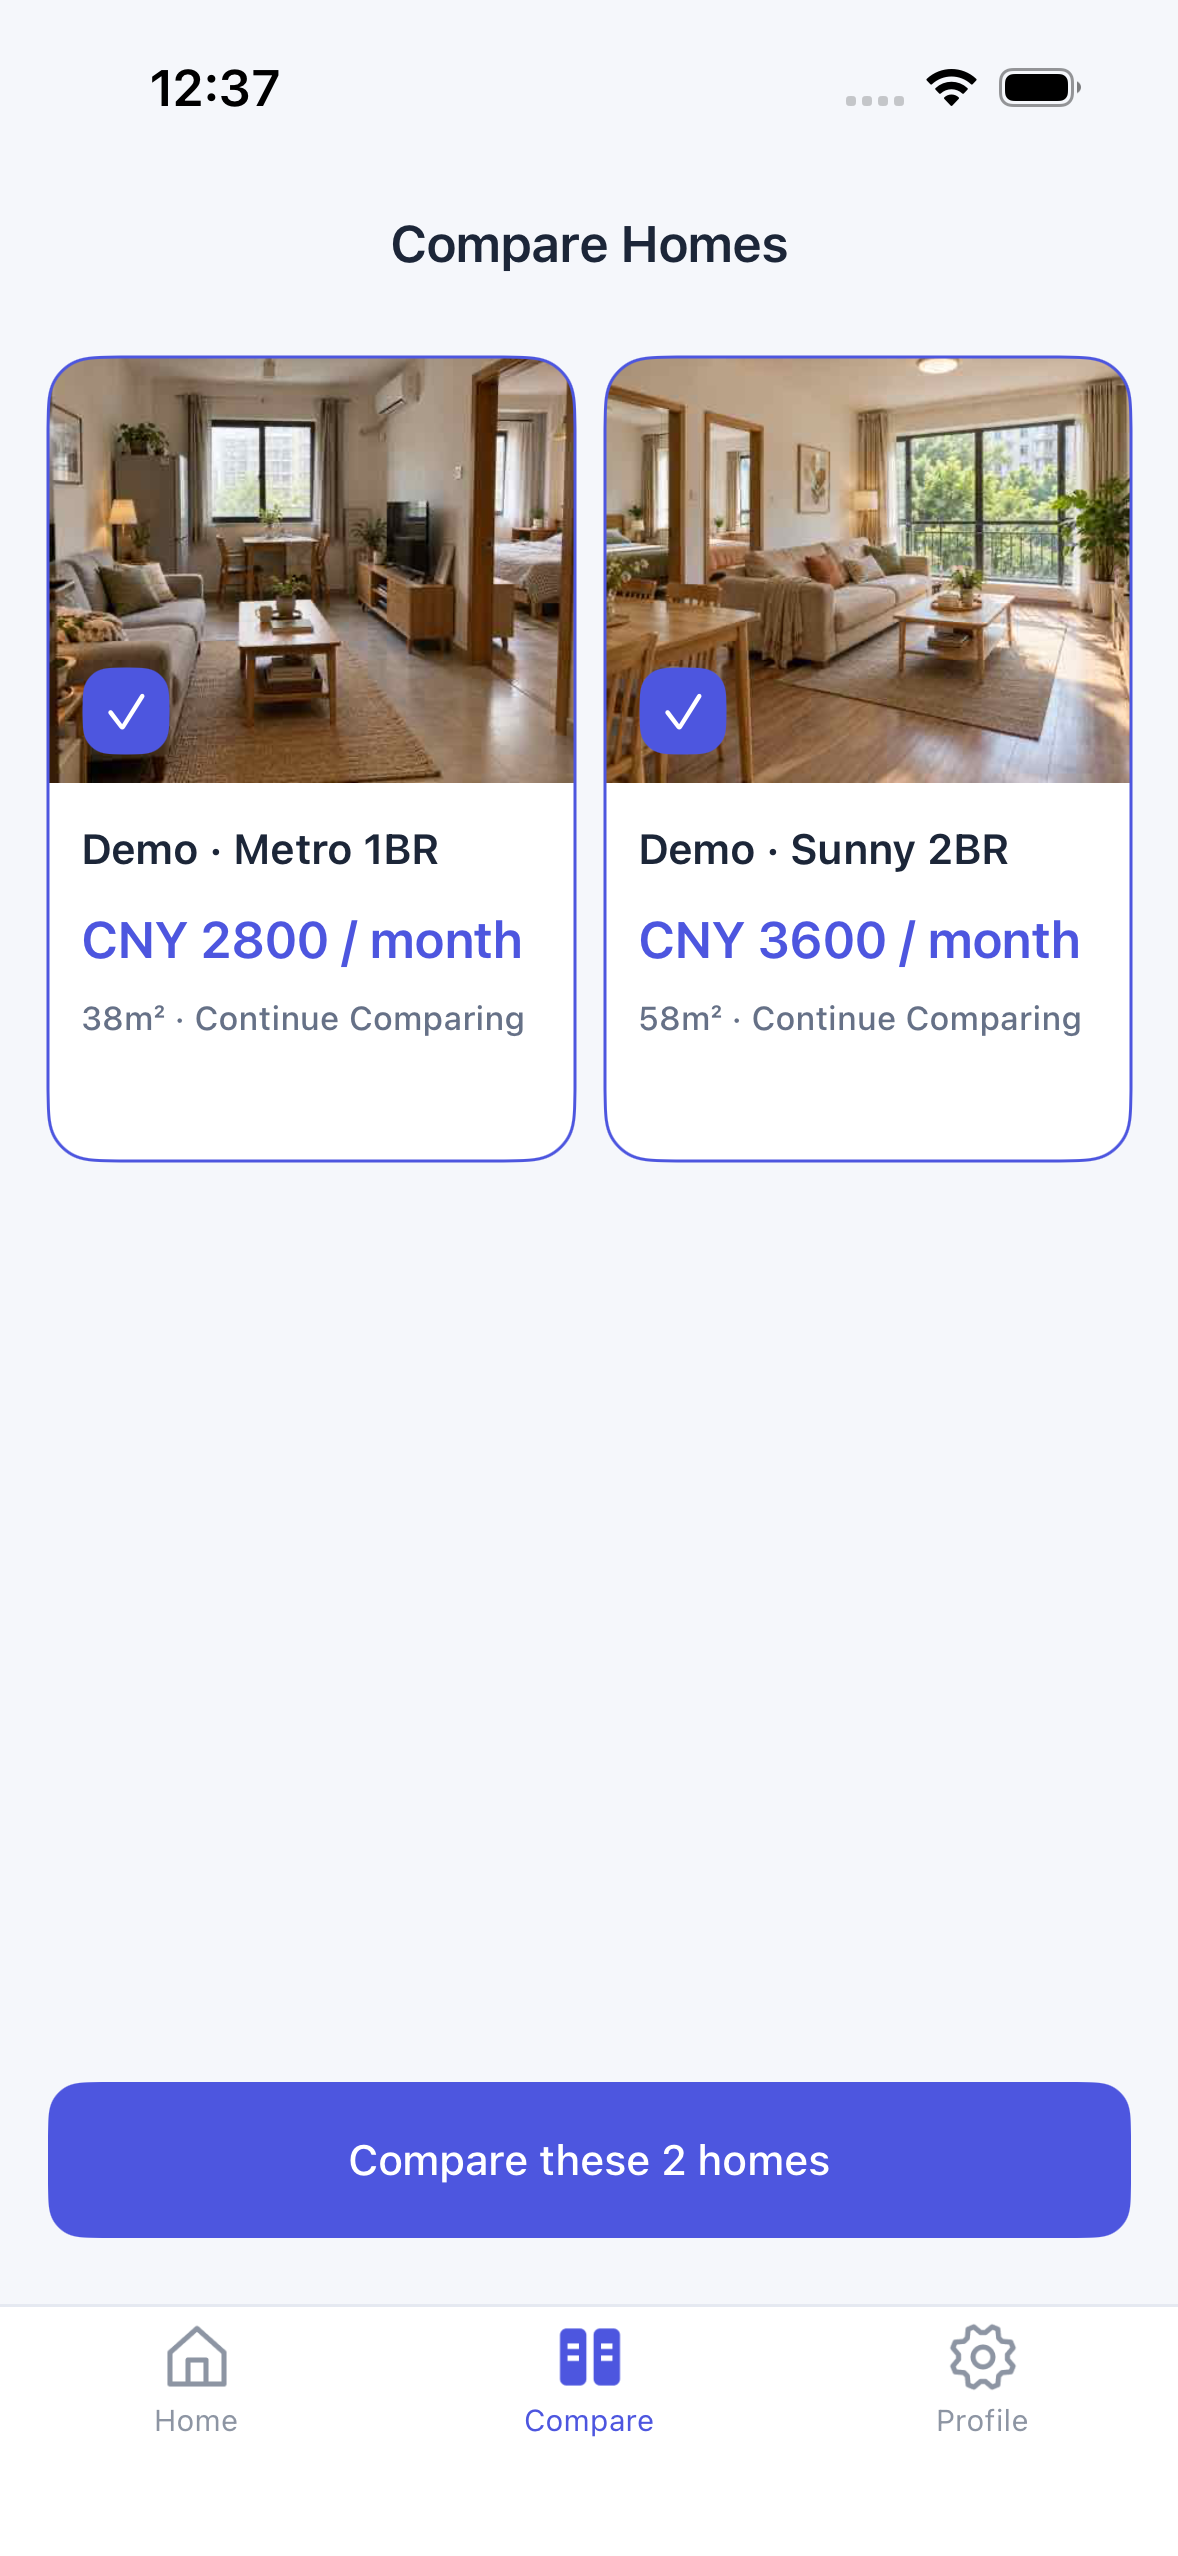 12:37
Compare Homes
Demo · Metro 1BR
CNY 2800 / month
38m² · Continue Comparing
Demo · Sunny 2BR
CNY 3600 / month
58m² · Continue Comparing
Compare these 2 homes
Home
Compare
Profile